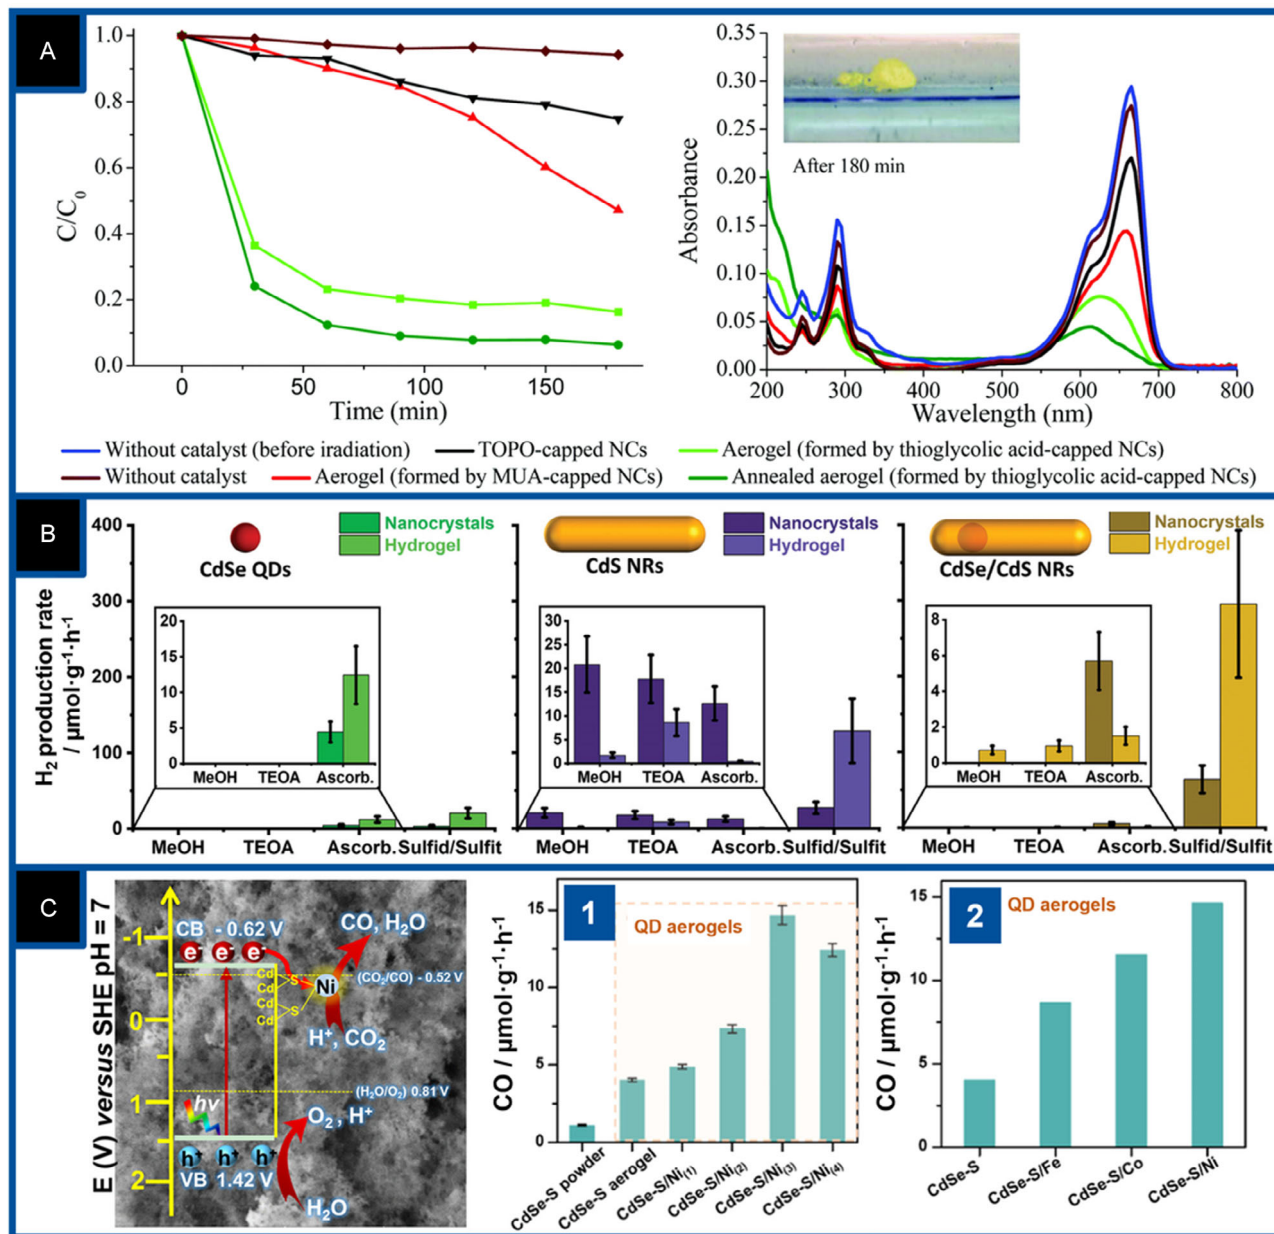 A
1.0
0.8
0.6
0.4
0.2
0.0
C/C₀
0
50
100
150
Time (min)
0.35
0.30
0.25
0.20
0.15
0.10
0.05
0.00
Absorbance
After 180 min
200
300
400
500
600
700
800
Wavelength (nm)
Without catalyst (before irradiation)
TOPO-capped NCs
Aerogel (formed by thioglycolic acid-capped NCs)
Without catalyst
Aerogel (formed by MUA-capped NCs)
Annealed aerogel (formed by thioglycolic acid-capped NCs)
B
H₂ production rate
/ µmol·g⁻¹·h⁻¹
400
300
200
100
0
CdSe QDs
Nanocrystals
Hydrogel
20
15
10
5
0
MeOH
TEOA
Ascorb.
MeOH
TEOA
Ascorb.
Sulfid/Sulfit
CdS NRs
Nanocrystals
Hydrogel
30
25
20
15
10
5
0
MeOH
TEOA
Ascorb.
MeOH
TEOA
Ascorb.
Sulfid/Sulfit
CdSe/CdS NRs
Nanocrystals
Hydrogel
8
6
4
2
0
MeOH
TEOA
Ascorb.
MeOH
TEOA
Ascorb.
Sulfid/Sulfit
C
E (V) versus SHE pH = 7
-1
0
1
2
CB - 0.62 V
e⁻
e⁻
e⁻
Cd
Cd
Cd
Cd
S
S
Ni
CO, H₂O
(CO₂/CO) - 0.52 V
H⁺, CO₂
(H₂O/O₂) 0.81 V
hv
O₂, H⁺
h⁺
h⁺
h⁺
VB 1.42 V
H₂O
1
QD aerogels
CO / µmol·g⁻¹·h⁻¹
15
10
5
0
CdSe-S powder
CdSe-S aerogel
CdSe-S/Ni₍₁₎
CdSe-S/Ni₍₂₎
CdSe-S/Ni₍₃₎
CdSe-S/Ni₍₄₎
2
QD aerogels
CO / µmol·g⁻¹·h⁻¹
15
10
5
0
CdSe-S
CdSe-S/Fe
CdSe-S/Co
CdSe-S/Ni